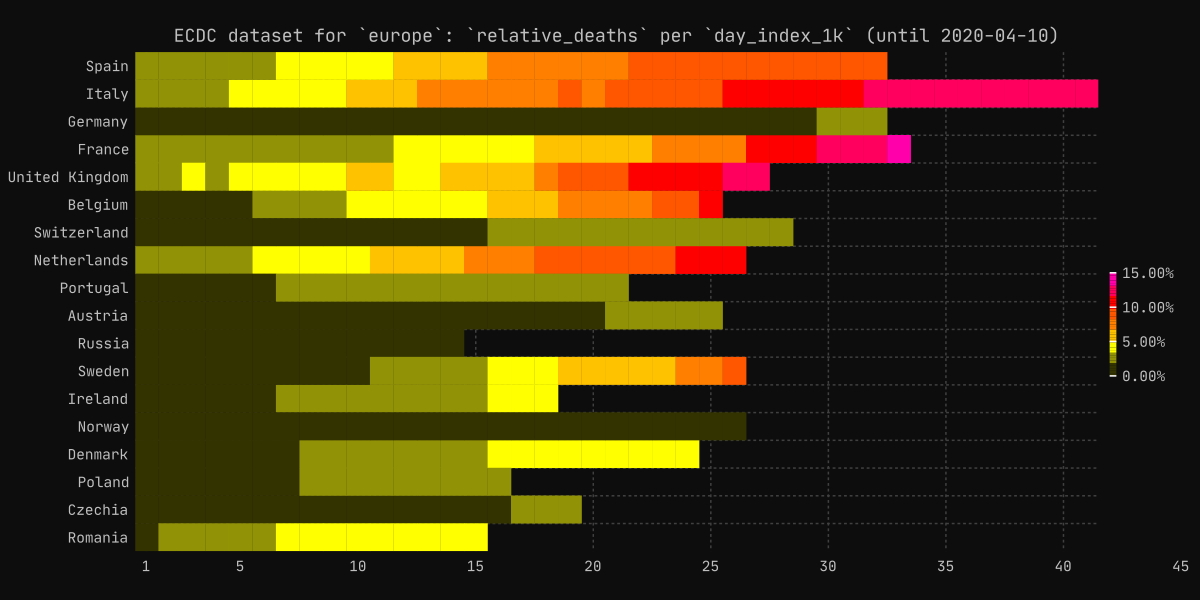 ECDC dataset for `europe`: `relative_deaths` per `day_index_1k` (until 2020-04-10)
Spain
Italy
Germany
France
United Kingdom
Belgium
Switzerland
Netherlands
Portugal
Austria
Russia
Sweden
Ireland
Norway
Denmark
Poland
Czechia
Romania
1 5 10 15 20 25 30 35 40 45
15.00%
10.00%
5.00%
0.00%